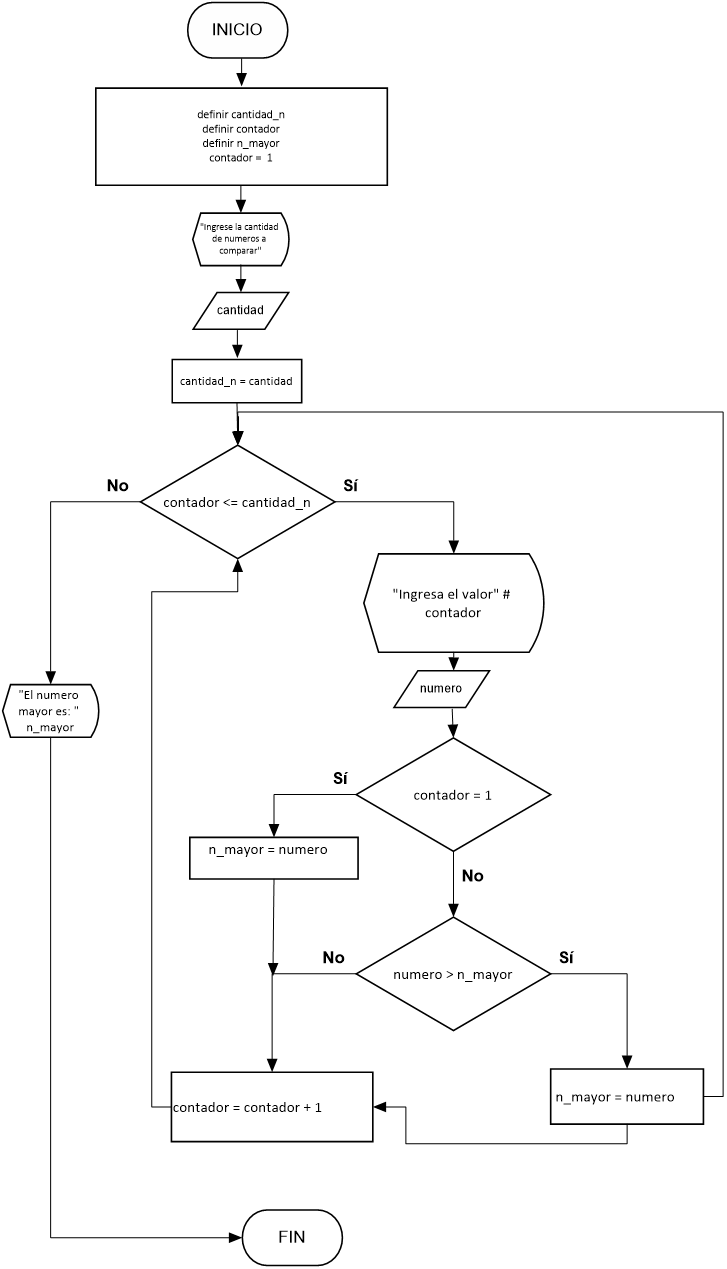 INICIO
definir cantidad_n
definir contador
definir n_mayor
contador = 1
"Ingrese la cantidad
de numeros a
comparar"
cantidad
cantidad_n = cantidad
No
Sí
contador <= cantidad_n
"Ingresa el valor" #
contador
numero
"El numero
mayor es: "
n_mayor
Sí
contador = 1
n_mayor = numero
No
No
numero > n_mayor
Sí
contador = contador + 1
n_mayor = numero
FIN